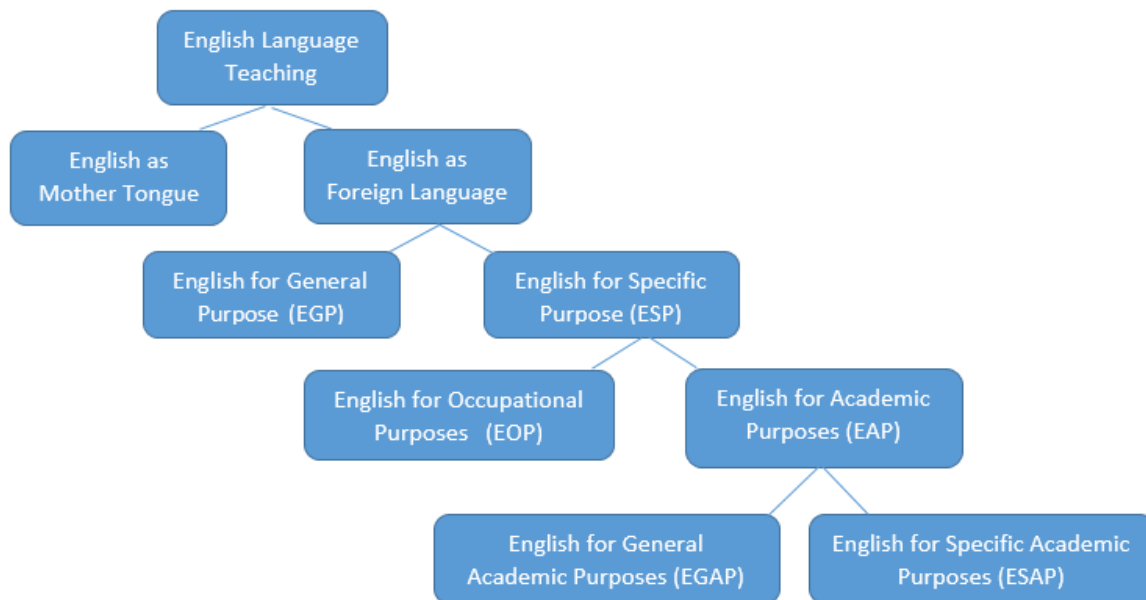 English Language
Teaching
English as
Mother Tongue
English as
Foreign Language
English for General
Purpose (EGP)
English for Specific
Purpose (ESP)
English for Occupational
Purposes (EOP)
English for Academic
Purposes (EAP)
English for General
Academic Purposes (EGAP)
English for Specific Academic
Purposes (ESAP)